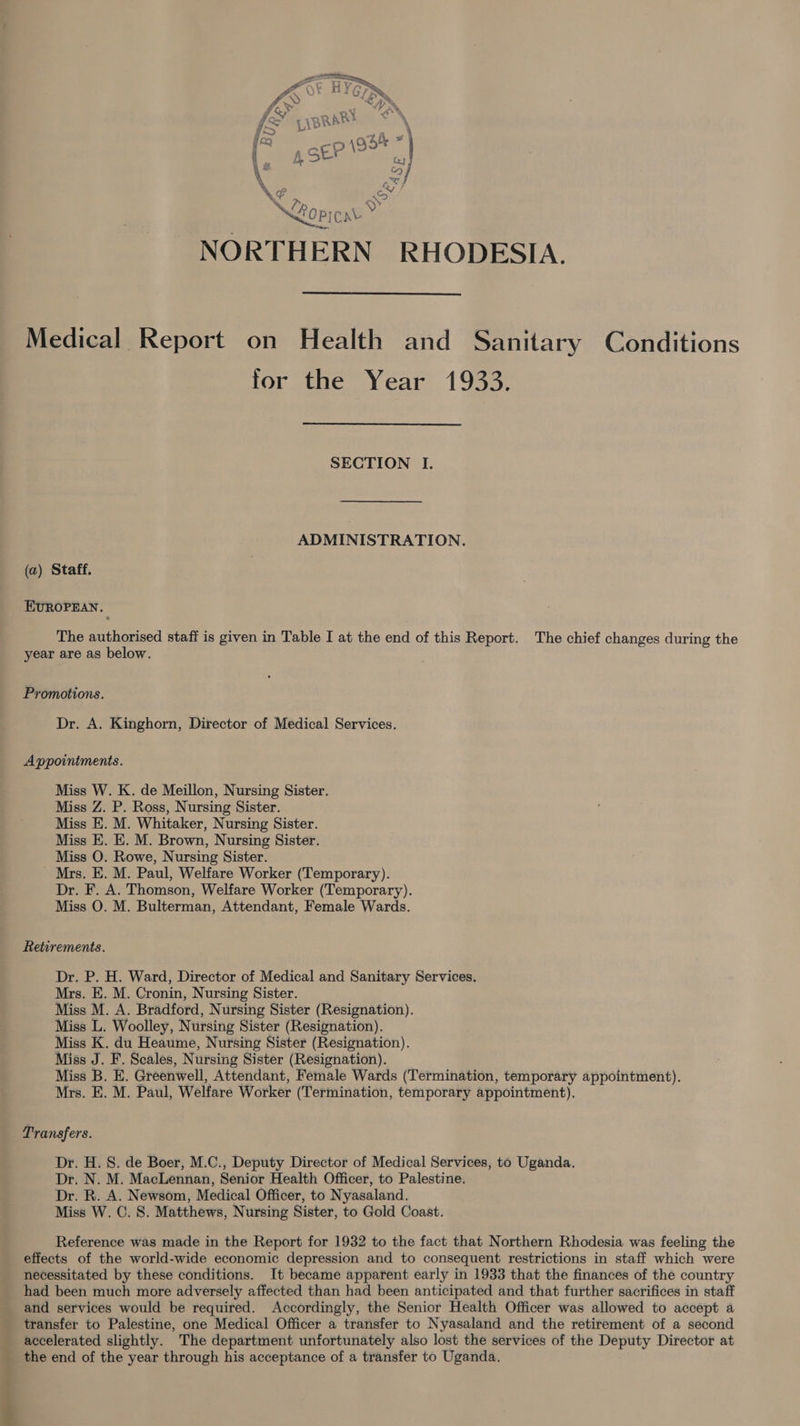 BUREAU OF HYGIENE
LIBRARY
4 SEP 1934
& TROPICAL DISEASE
NORTHERN RHODESIA.
Medical Report on Health and Sanitary Conditions
for the Year 1933.
SECTION I.
ADMINISTRATION.
(a) Staff.
EUROPEAN.
The authorised staff is given in Table I at the end of this Report. The chief changes during the
year are as below.
Promotions.
Dr. A. Kinghorn, Director of Medical Services.
Appointments.
Miss W. K. de Meillon, Nursing Sister.
Miss Z. P. Ross, Nursing Sister.
Miss E. M. Whitaker, Nursing Sister.
Miss E. E. M. Brown, Nursing Sister.
Miss O. Rowe, Nursing Sister.
Mrs. E. M. Paul, Welfare Worker (Temporary).
Dr. F. A. Thomson, Welfare Worker (Temporary).
Miss O. M. Bulterman, Attendant, Female Wards.
Retirements.
Dr. P. H. Ward, Director of Medical and Sanitary Services.
Mrs. E. M. Cronin, Nursing Sister.
Miss M. A. Bradford, Nursing Sister (Resignation).
Miss L. Woolley, Nursing Sister (Resignation).
Miss K. du Heaume, Nursing Sister (Resignation).
Miss J. F. Scales, Nursing Sister (Resignation).
Miss B. E. Greenwell, Attendant, Female Wards (Termination, temporary appointment).
Mrs. E. M. Paul, Welfare Worker (Termination, temporary appointment).
Transfers.
Dr. H. S. de Boer, M.C., Deputy Director of Medical Services, to Uganda.
Dr. N. M. MacLennan, Senior Health Officer, to Palestine.
Dr. R. A. Newsom, Medical Officer, to Nyasaland.
Miss W. C. S. Matthews, Nursing Sister, to Gold Coast.
Reference was made in the Report for 1932 to the fact that Northern Rhodesia was feeling the
effects of the world-wide economic depression and to consequent restrictions in staff which were
necessitated by these conditions. It became apparent early in 1933 that the finances of the country
had been much more adversely affected than had been anticipated and that further sacrifices in staff
and services would be required. Accordingly, the Senior Health Officer was allowed to accept a
transfer to Palestine, one Medical Officer a transfer to Nyasaland and the retirement of a second
accelerated slightly. The department unfortunately also lost the services of the Deputy Director at
the end of the year through his acceptance of a transfer to Uganda.